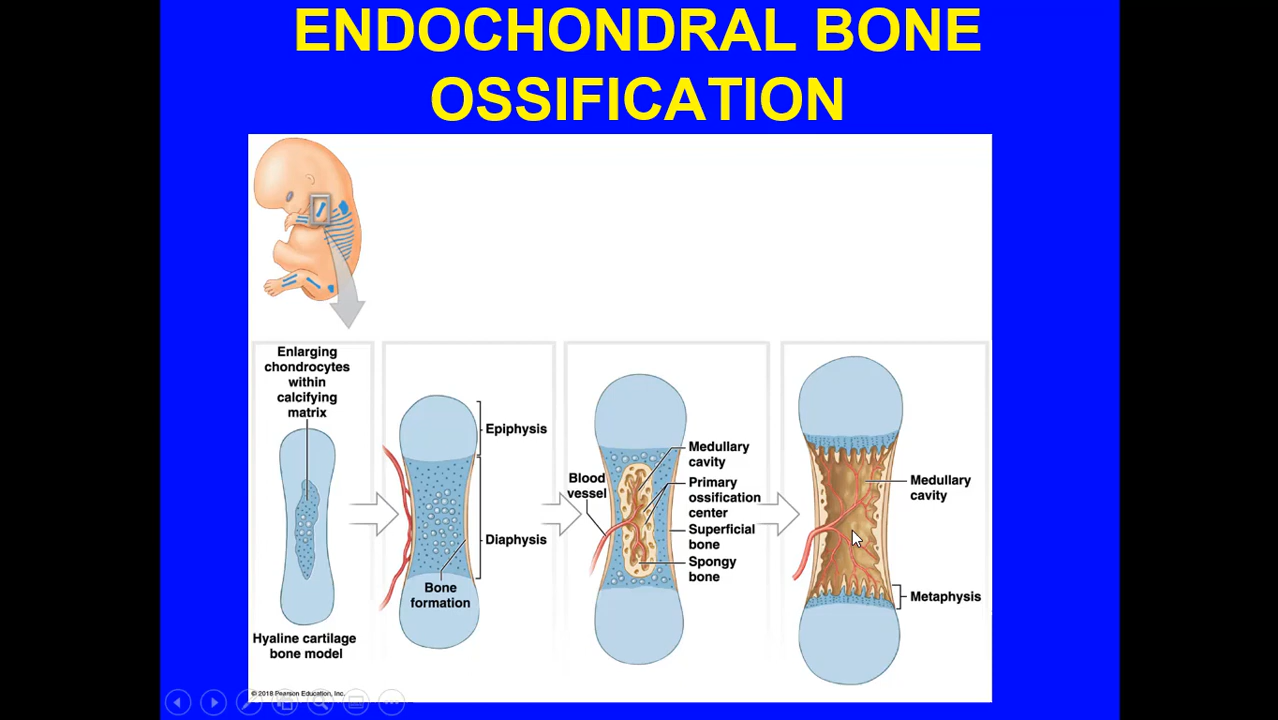 ENDOCHONDRAL BONE
OSSIFICATION
Enlarging
chondrocytes
within
calcifying
matrix
Hyaline cartilage
bone model
Epiphysis
Diaphysis
Bone
formation
Blood
vessel
Medullary
cavity
Primary
ossification
center
Superficial
bone
Spongy
bone
Medullary
cavity
Metaphysis
© 2018 Pearson Education, Inc.